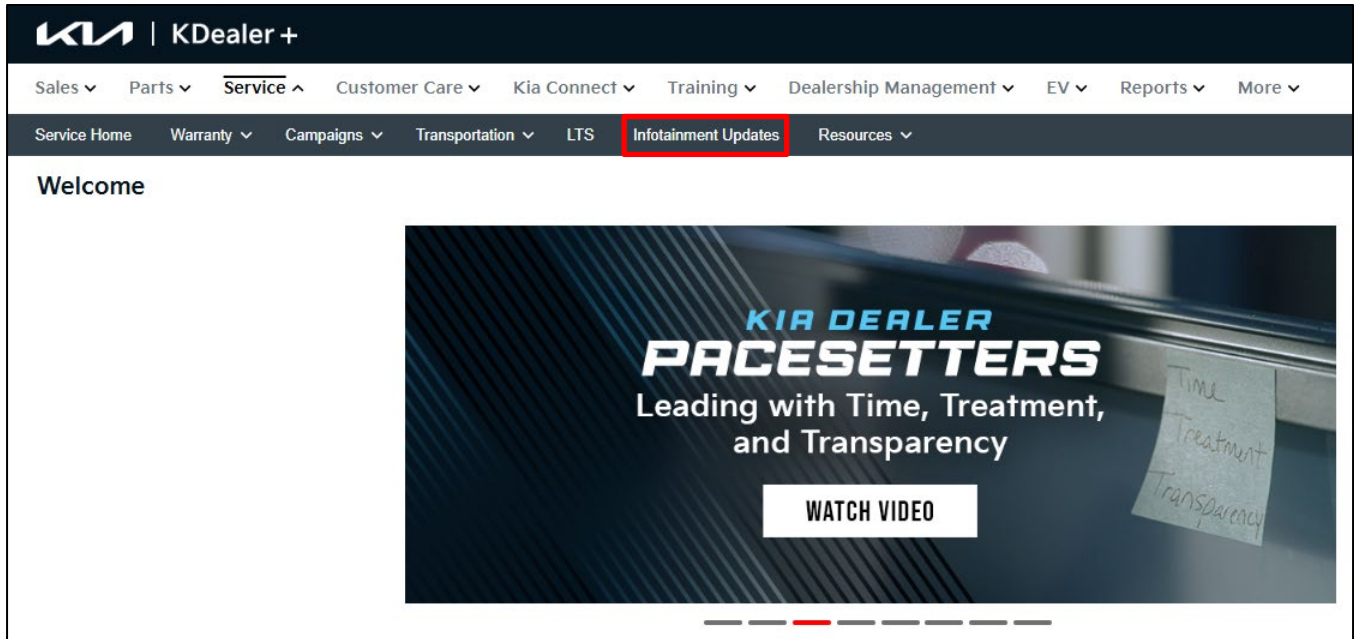 KIA | KDealer +
Sales Parts Service Customer Care Kia Connect Training Dealership Management EV Reports More
Service Home Warranty Campaigns Transportation LTS Infotainment Updates Resources
Welcome
KIA DEALER
PACESETTERS
Leading with Time, Treatment,
and Transparency
WATCH VIDEO
Time
Treatment
Transparency